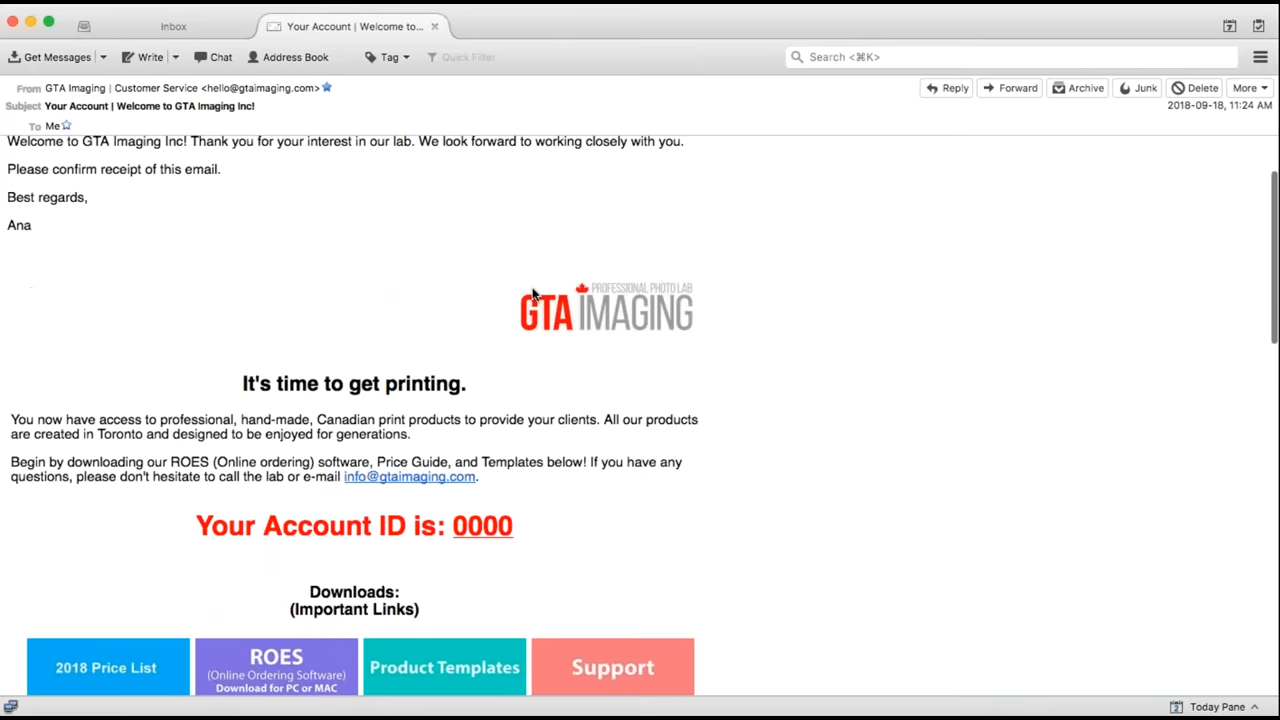 Inbox
Your Account | Welcome to...
Get Messages
Write
Chat
Address Book
Tag
Quick Filter
Search <⌘K>
From GTA Imaging | Customer Service <hello@gtaimaging.com>
Reply
Forward
Archive
Junk
Delete
More
Subject Your Account | Welcome to GTA Imaging Inc!
2018-09-18, 11:24 AM
To Me
Welcome to GTA Imaging Inc! Thank you for your interest in our lab. We look forward to working closely with you.
Please confirm receipt of this email.
Best regards,
Ana
PROFESSIONAL PHOTO LAB
GTA IMAGING
It's time to get printing.
You now have access to professional, hand-made, Canadian print products to provide your clients. All our products
are created in Toronto and designed to be enjoyed for generations.
Begin by downloading our ROES (Online ordering) software, Price Guide, and Templates below! If you have any
questions, please don't hesitate to call the lab or e-mail info@gtaimaging.com.
Your Account ID is: 0000
Downloads:
(Important Links)
2018 Price List
ROES
(Online Ordering Software)
Download for PC or MAC
Product Templates
Support
Today Pane